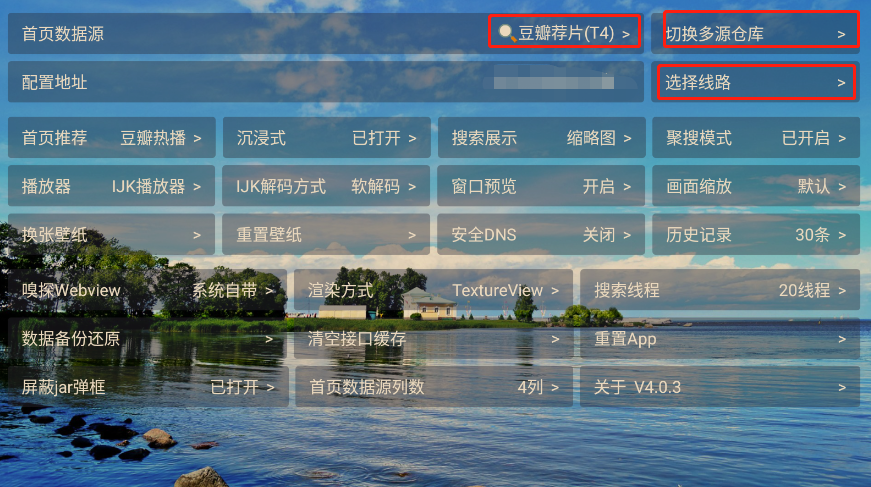 首页数据源 豆瓣荐片(T4) > 切换多源仓库 >
配置地址 选择线路 >
首页推荐 豆瓣热播 > 沉浸式 已打开 > 搜索展示 缩略图 > 聚搜模式 已开启 >
播放器 IJK播放器 > IJK解码方式 软解码 > 窗口预览 开启 > 画面缩放 默认 >
换张壁纸 > 重置壁纸 > 安全DNS 关闭 > 历史记录 30条 >
嗅探Webview 系统自带 > 渲染方式 TextureView > 搜索线程 20线程 >
数据备份还原 > 清空接口缓存 > 重置App >
屏蔽jar弹框 已打开 > 首页数据源列数 4列 > 关于 V4.0.3 >